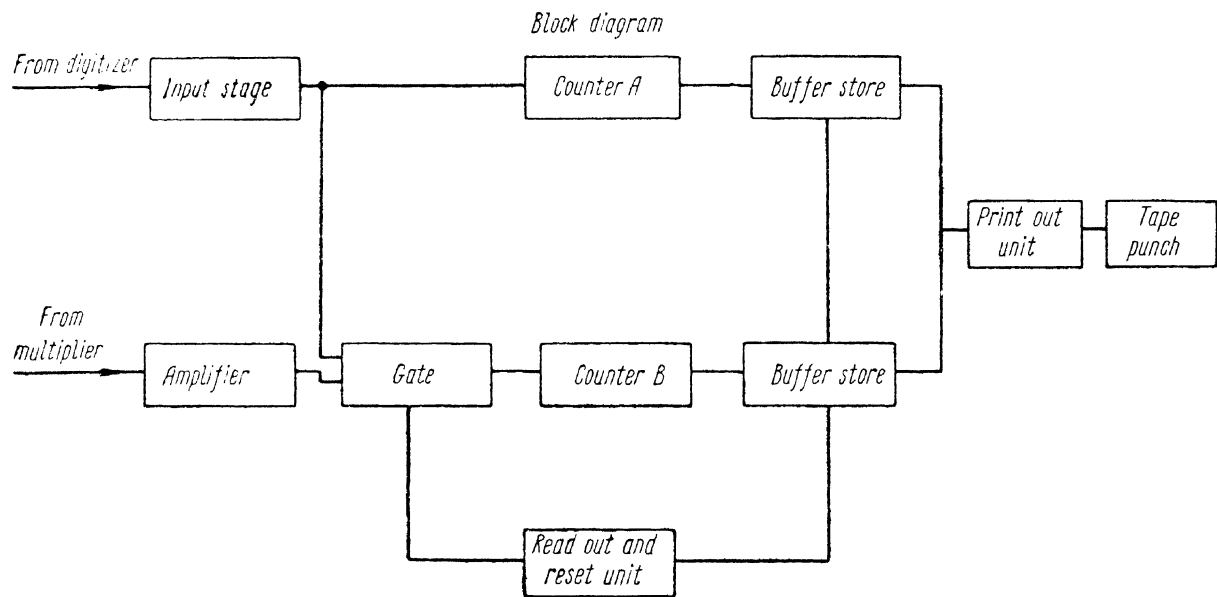 Block diagram
From digitizer
Input stage
Counter A
Buffer store
Print out
unit
Tape
punch
From
multiplier
Amplifier
Gate
Counter B
Buffer store
Read out and
reset unit